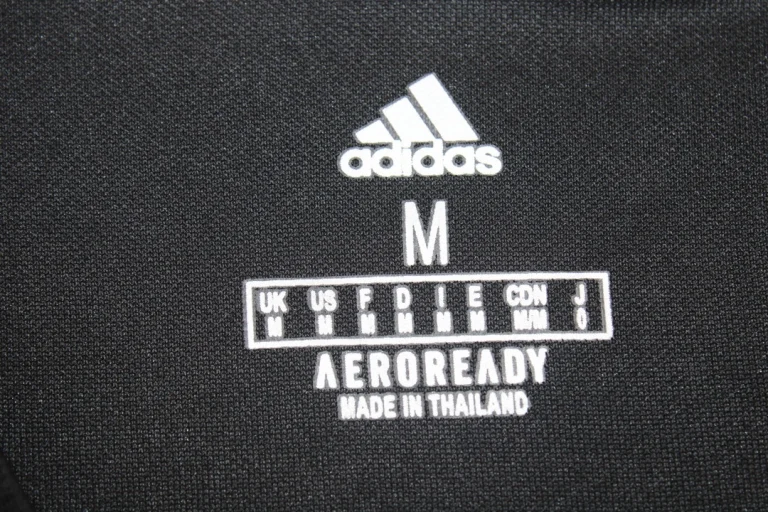 adidas
M
UK US F D I E CDN J
M M M M M M M/M O
AEROREADY
MADE IN THAILAND